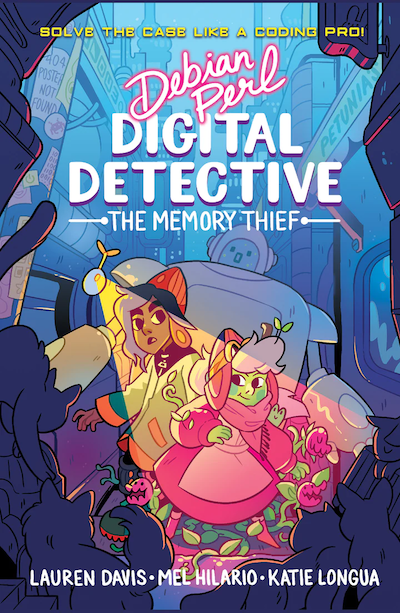 SOLVE THE CASE LIKE A CODING PRO!
404
POSTER
NOT
FOUND
Debian
Perl
DIGITAL
DETECTIVE
THE MEMORY THIEF
PETUNIA
LAUREN DAVIS • MEL HILARIO • KATIE LONGUA